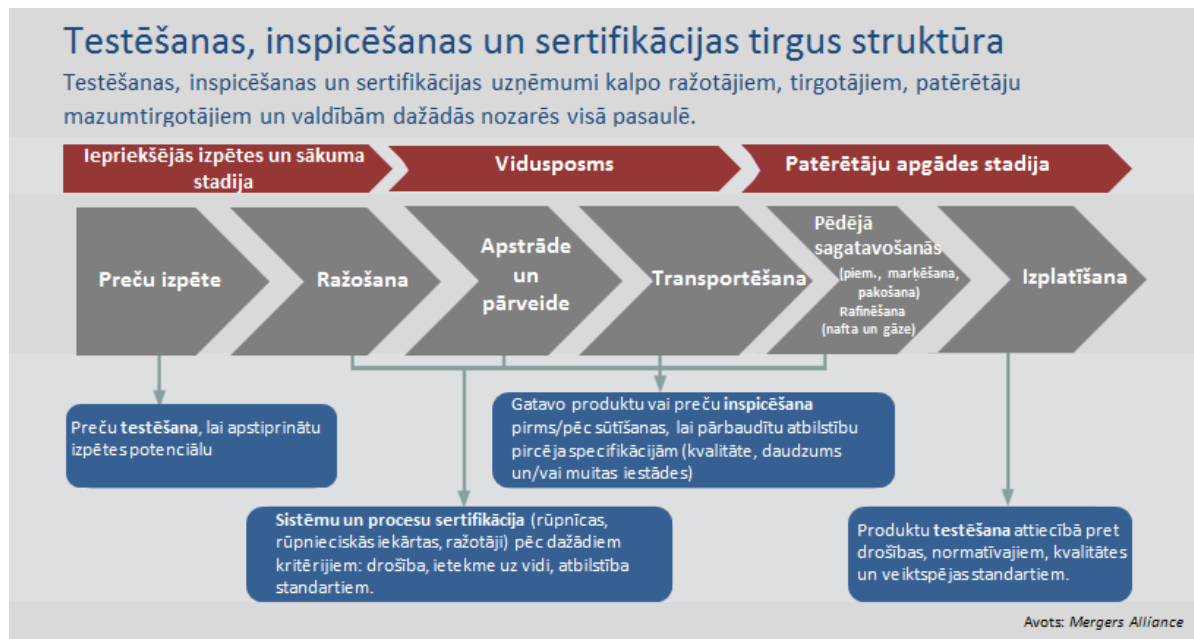 Testēšanas, inspicēšanas un sertifikācijas tirgus struktūra
Testēšanas, inspicēšanas un sertifikācijas uzņēmumi kalpo ražotājiem, tirgotājiem, patērētāju
mazumtirgotājiem un valdībām dažādās nozarēs visā pasaulē.
Iepriekšējās izpētes un sākuma
stadija
Vidusposms
Patērētāju apgādes stadija
Preču izpēte
Ražošana
Apstrāde
un
pārveide
Transportēšana
Pēdējā
sagatavošanās
(piem., markēšana,
pakošana)
Rafinēšana
(nafta un gāze)
Izplatīšana
Preču testēšana, lai apstiprinātu
izpētes potenciālu
Gatavo produktu vai preču inspicēšana
pirms/pēc sūtīšanas, lai pārbaudītu atbilstību
pircēja specifikācijām (kvalitāte, daudzums
un/vai muitas iestādes)
Sistēmu un procesu sertifikācija (rūpnīcas,
rūpnieciskās iekārtas, ražotāji) pēc dažādiem
kritērijiem: drošība, ietekme uz vidi, atbilstība
standartiem.
Produktu testēšana attiecībā pret
drošības, normatīvajiem, kvalitātes
un veiktspējas standartiem.
Avots: Mergers Alliance